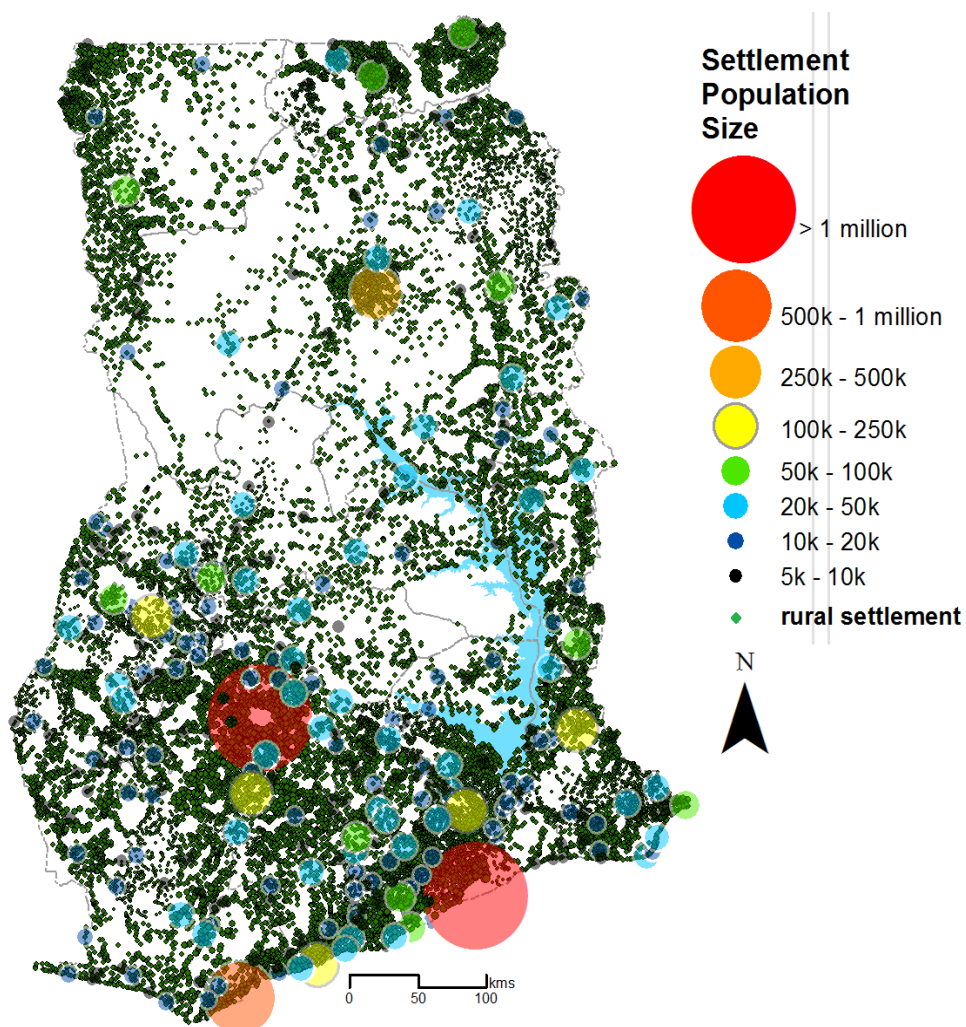 Settlement
Population
Size
> 1 million
500k - 1 million
250k - 500k
100k - 250k
50k - 100k
20k - 50k
10k - 20k
5k - 10k
rural settlement
N
kms
0 50 100